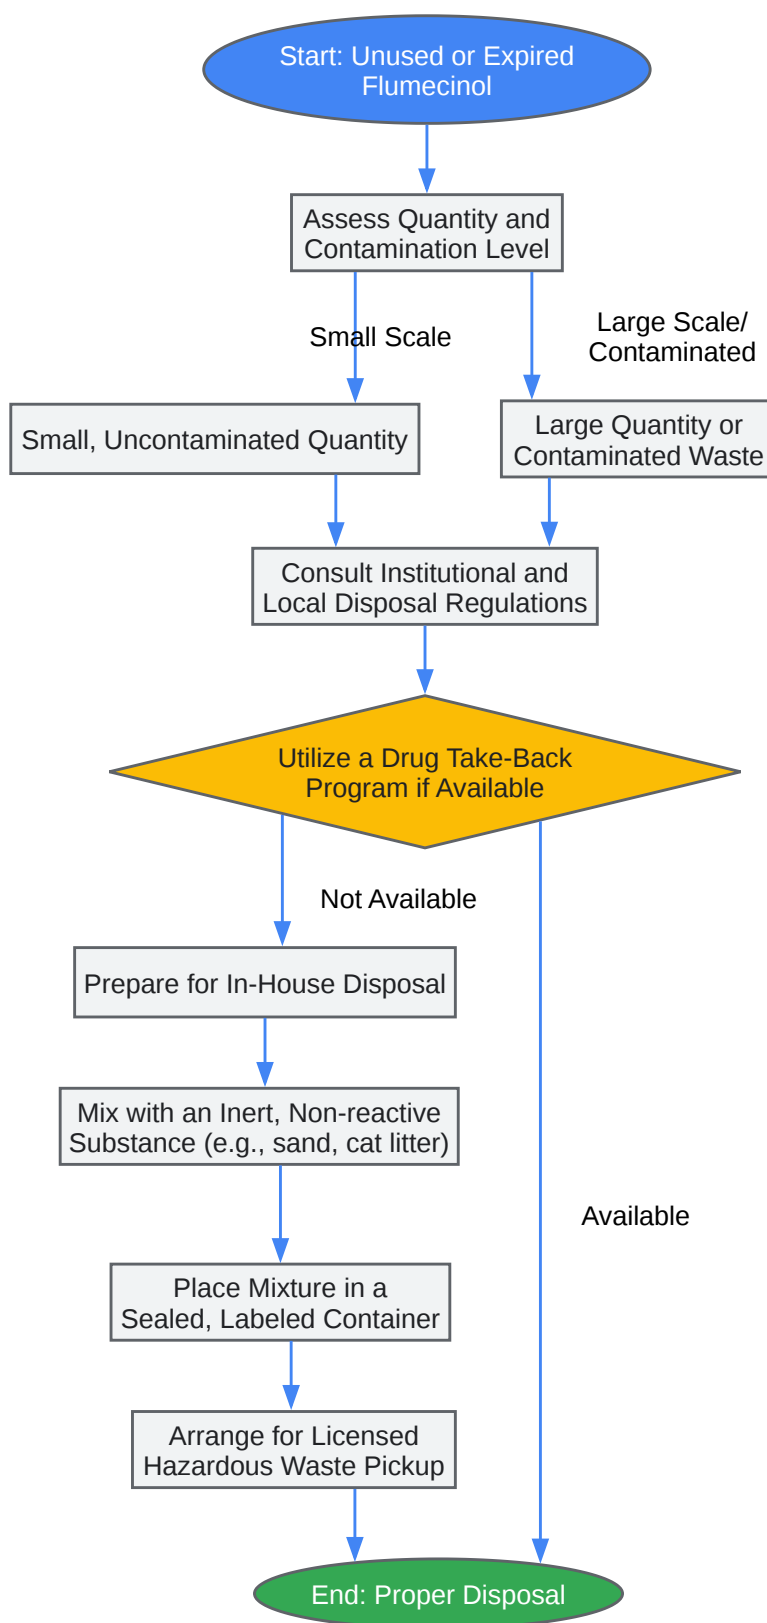 Start: Unused or Expired
Flumecinol
Assess Quantity and
Contamination Level
Small Scale
Large Scale/
Contaminated
Small, Uncontaminated Quantity
Large Quantity or
Contaminated Waste
Consult Institutional and
Local Disposal Regulations
Utilize a Drug Take-Back
Program if Available
Not Available
Prepare for In-House Disposal
Mix with an Inert, Non-reactive
Substance (e.g., sand, cat litter)
Available
Place Mixture in a
Sealed, Labeled Container
Arrange for Licensed
Hazardous Waste Pickup
End: Proper Disposal